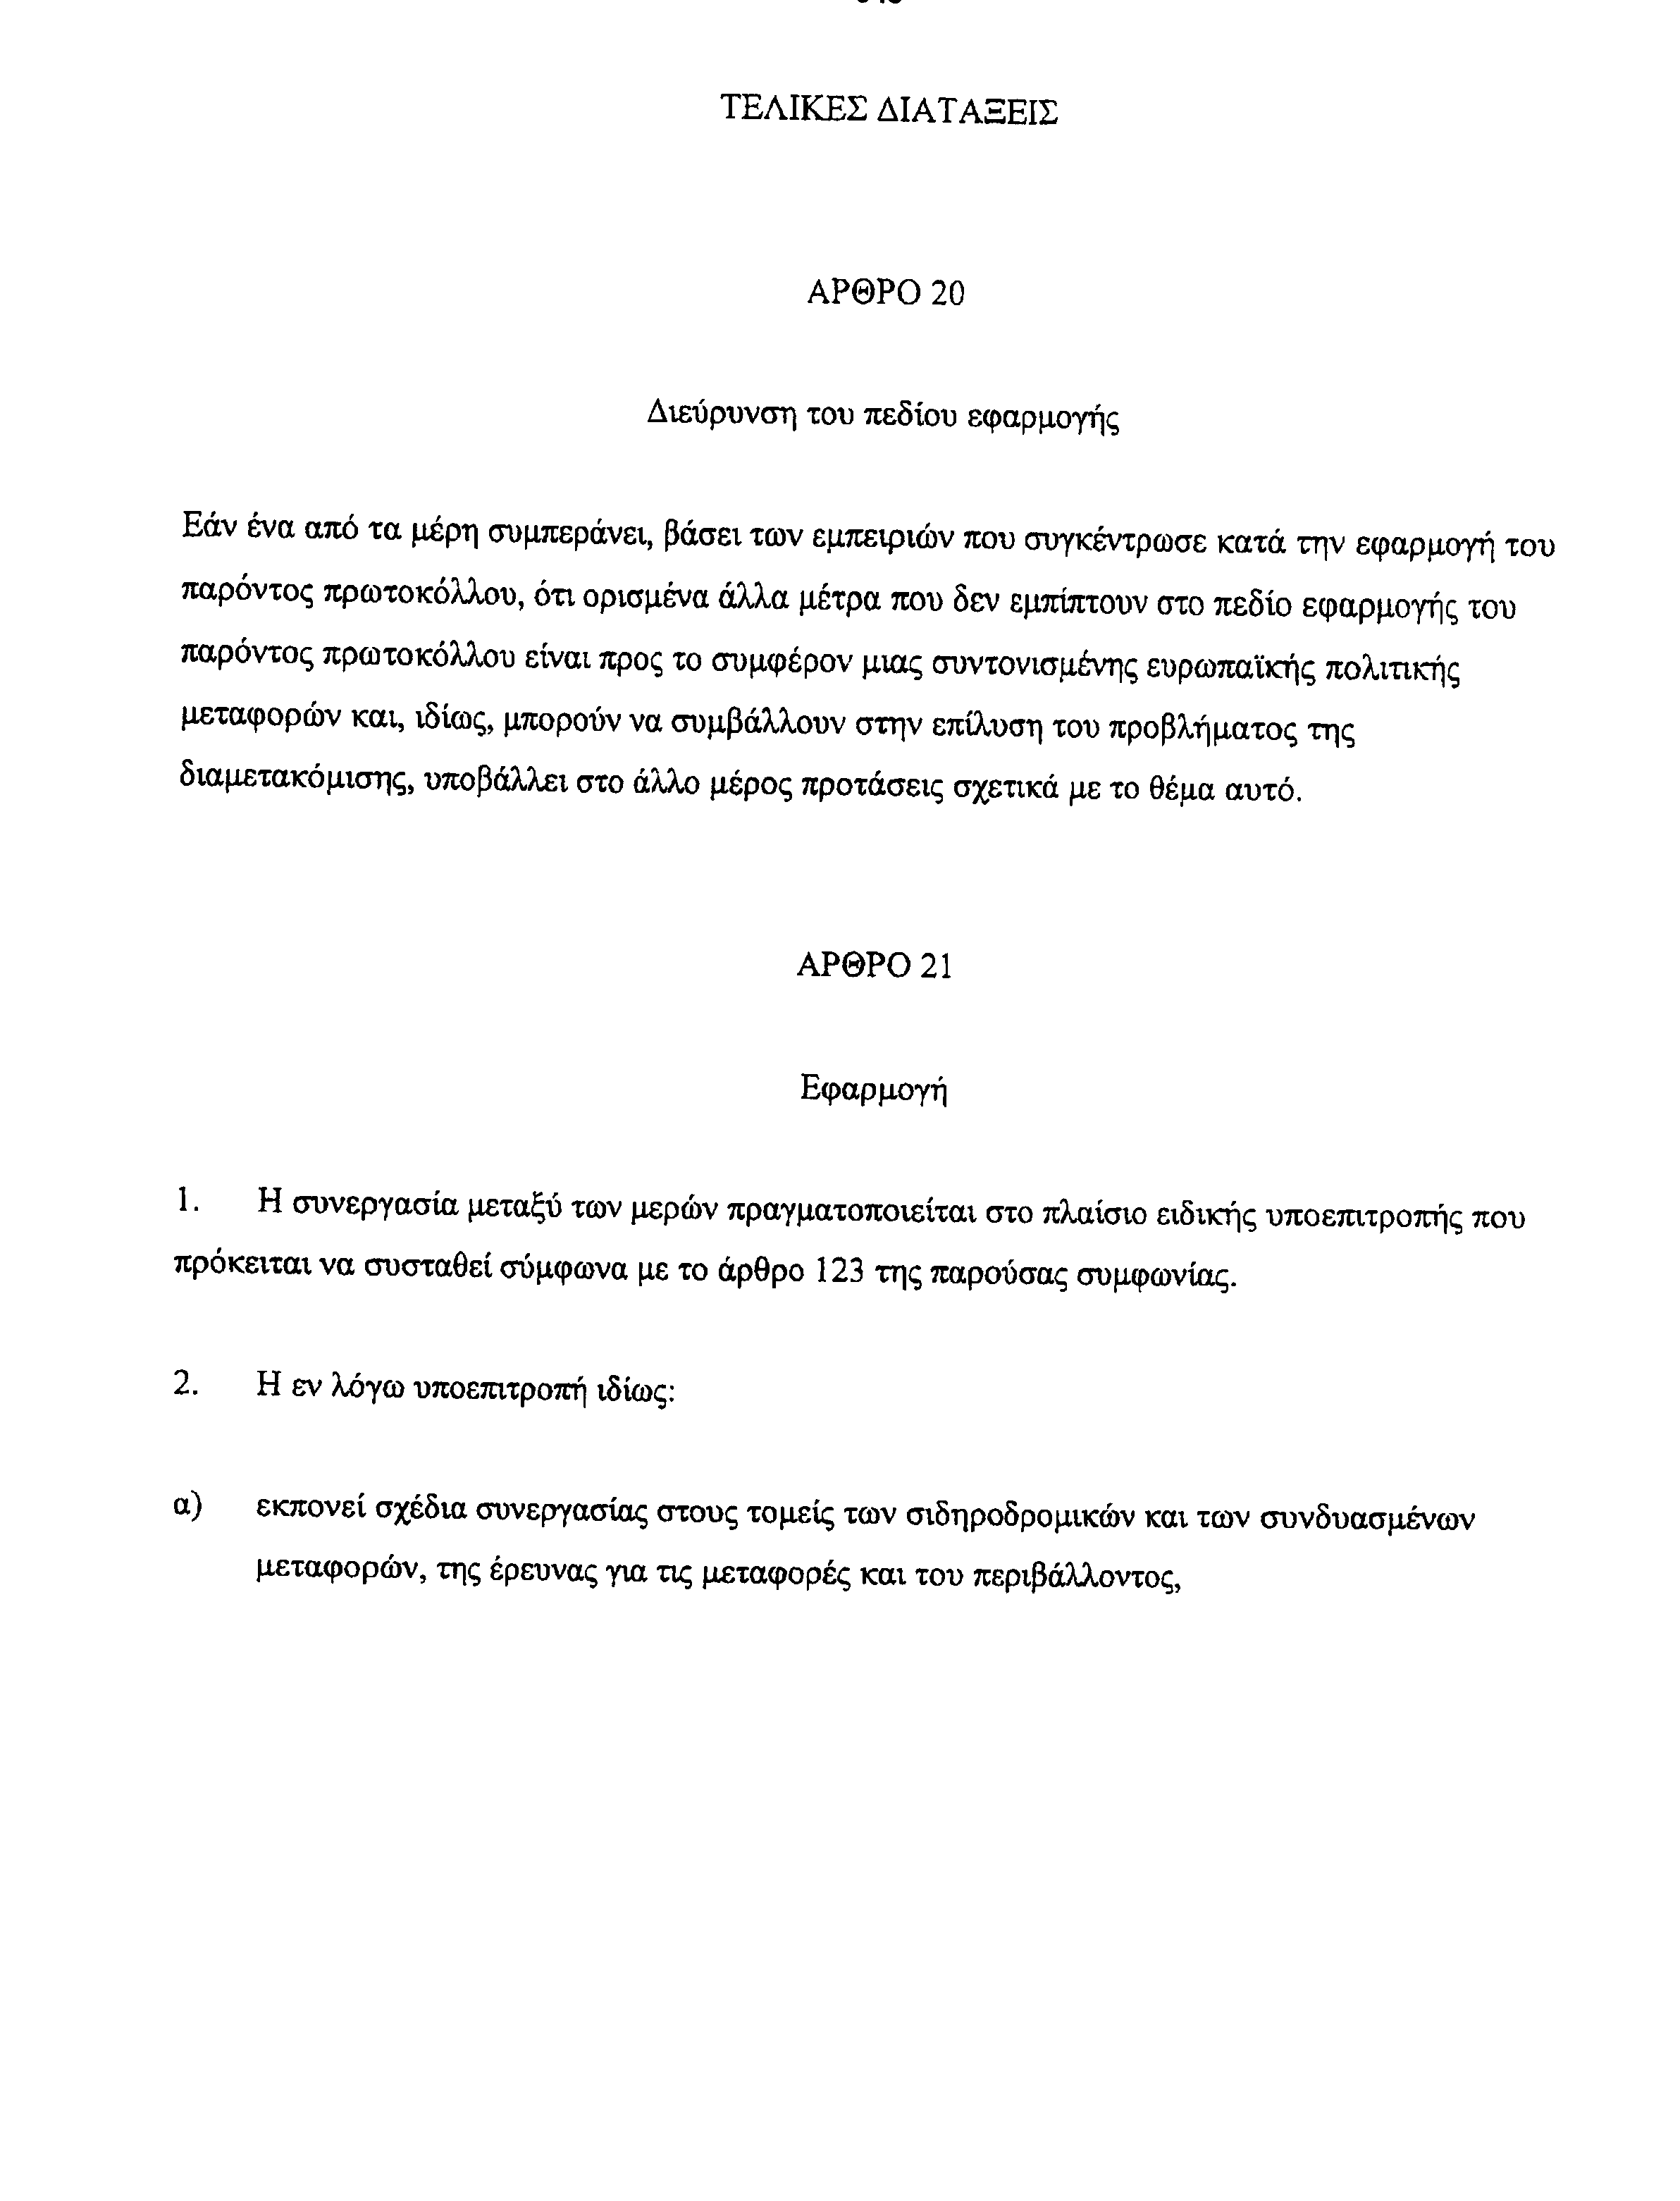 ΤΕΛΙΚΕΣ ΔΙΑΤΑΞΕΙΣ
ΑΡΘΡΟ 20
Διεύρυνση του πεδίου εφαρμογής
Εάν ένα από τα μέρη συμπεράνει, βάσει των εμπειριών που συγκέντρωσε κατά την εφαρμογή του
παρόντος πρωτοκόλλου, ότι ορισμένα άλλα μέτρα που δεν εμπίπτουν στο πεδίο εφαρμογής του
παρόντος πρωτοκόλλου είναι προς το συμφέρον μιας συντονισμένης ευρωπαϊκής πολιτικής
μεταφορών και, ιδίως, μπορούν να συμβάλλουν στην επίλυση του προβλήματος της
διαμετακόμισης, υποβάλλει στο άλλο μέρος προτάσεις σχετικά με το θέμα αυτό.
ΑΡΘΡΟ 21
Εφαρμογή
1. Η συνεργασία μεταξύ των μερών πραγματοποιείται στο πλαίσιο ειδικής υποεπιτροπής που
πρόκειται να συσταθεί σύμφωνα με το άρθρο 123 της παρούσας συμφωνίας.
2. Η εν λόγω υποεπιτροπή ιδίως:
α) εκπονεί σχέδια συνεργασίας στους τομείς των σιδηροδρομικών και των συνδυασμένων
μεταφορών, της έρευνας για τις μεταφορές και του περιβάλλοντος,